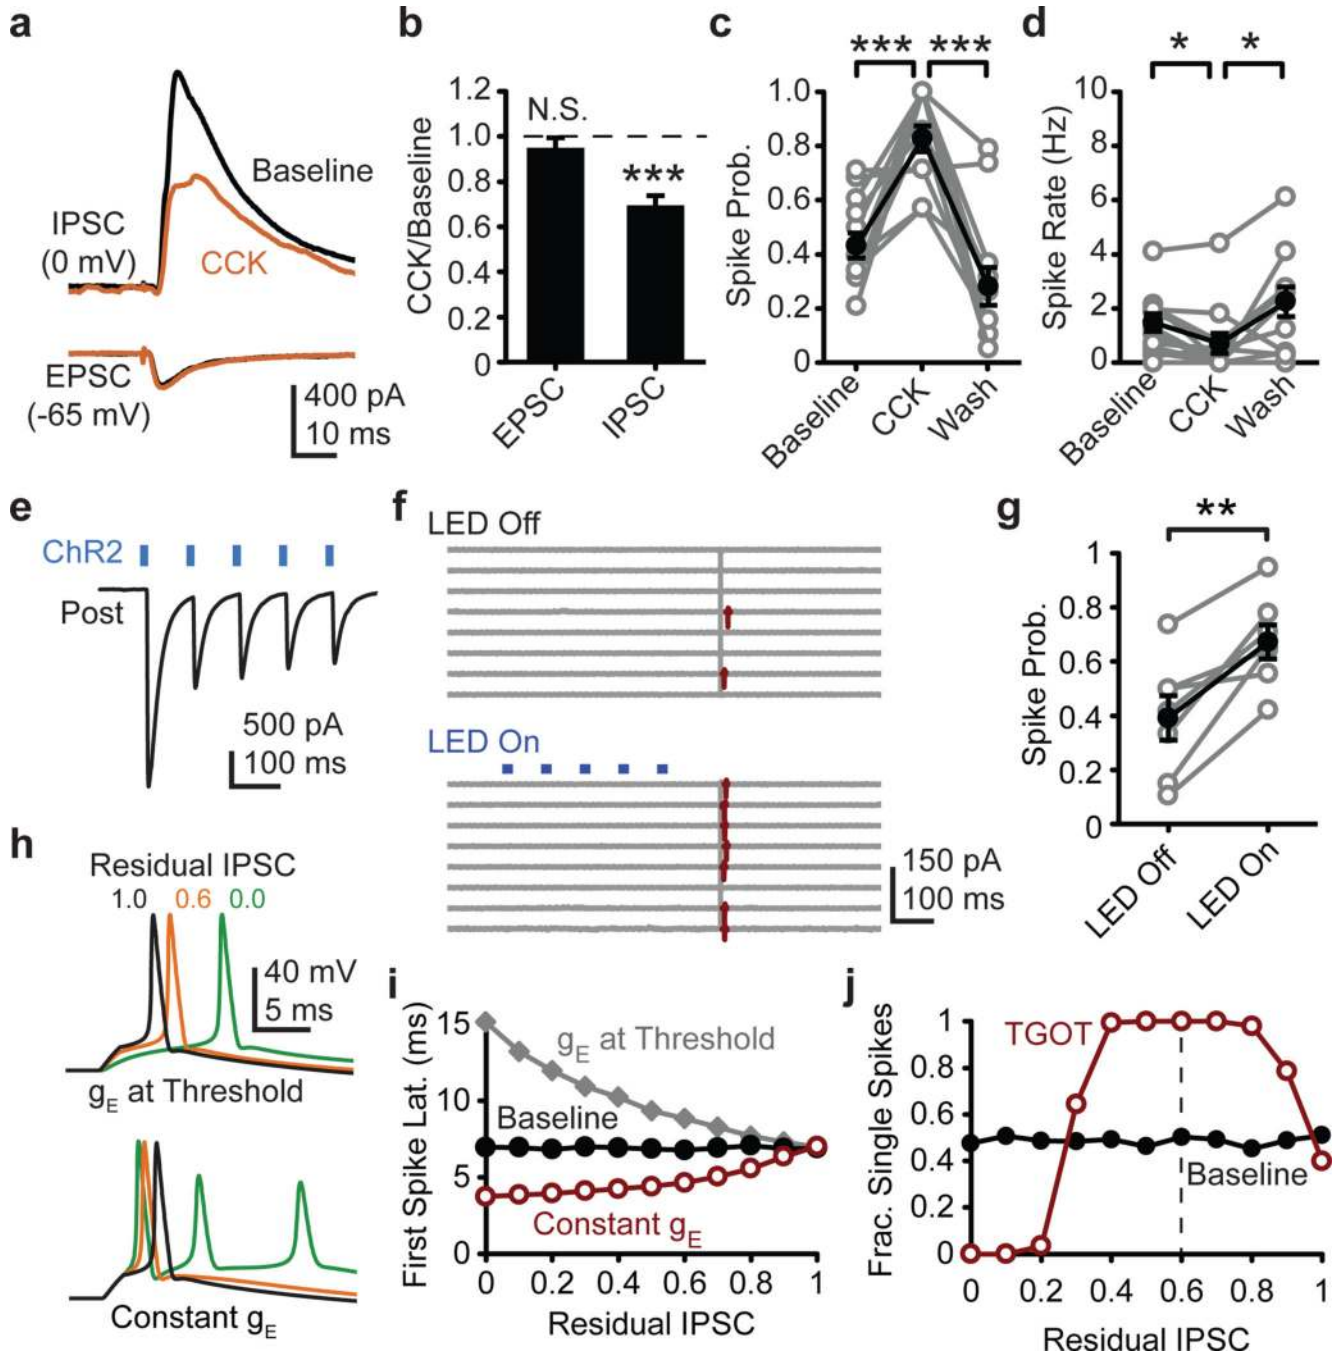 a
IPSC
(0 mV)
Baseline
CCK
EPSC
(-65 mV)
400 pA
10 ms
b
CCK/Baseline
1.2
1.0
0.8
0.6
0.4
0.2
0
N.S.
***
EPSC
IPSC
c
*** ***
Spike Prob.
1
0.8
0.6
0.4
0.2
0
Baseline
CCK
Wash
d
* *
Spike Rate (Hz)
10
8
6
4
2
0
Baseline
CCK
Wash
e
ChR2
Post
500 pA
100 ms
f
LED Off
LED On
150 pA
100 ms
g
**
Spike Prob.
1
0.8
0.6
0.4
0.2
0
LED Off
LED On
h
Residual IPSC
1.0 0.6 0.0
40 mV
5 ms
gE at Threshold
Constant gE
i
First Spike Lat. (ms)
15
10
5
0
gE at Threshold
Baseline
Constant gE
0 0.2 0.4 0.6 0.8 1
Residual IPSC
j
Frac. Single Spikes
1
0.8
0.6
0.4
0.2
0
TGOT
Baseline
0 0.2 0.4 0.6 0.8 1
Residual IPSC